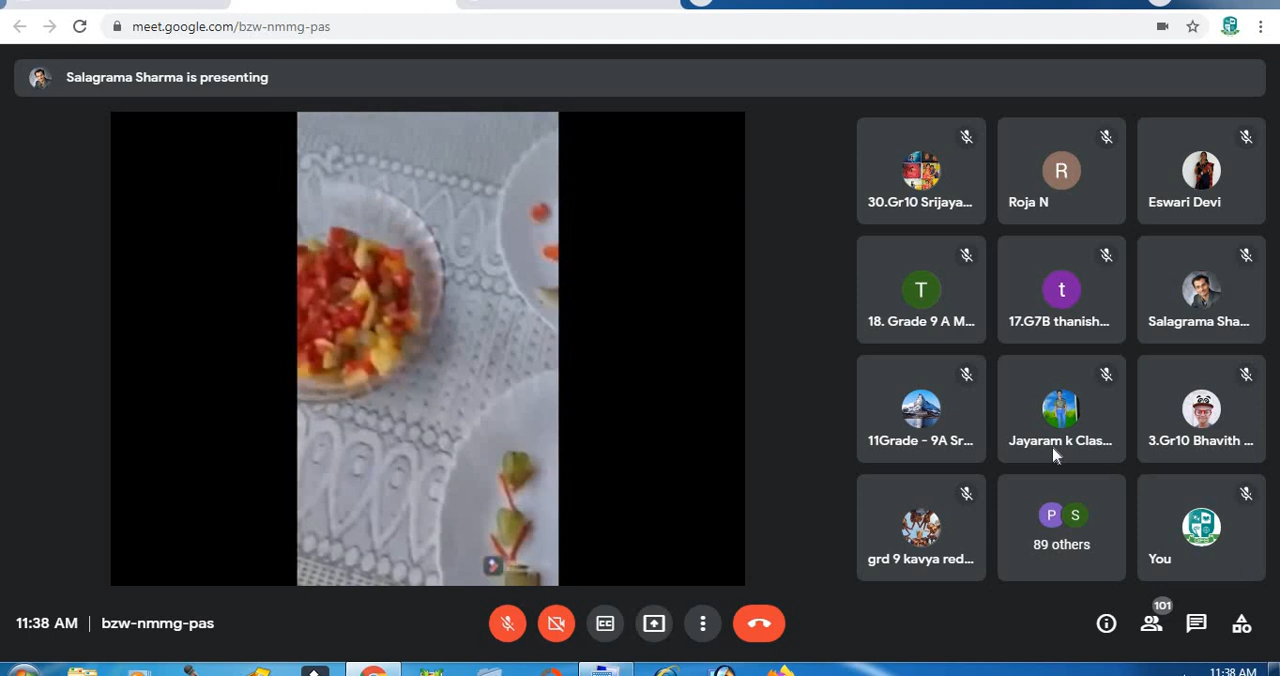 meet.google.com/bzw-nmmg-pas
Salagrama Sharma is presenting
30.Gr10 Srijaya...
R
Roja N
Eswari Devi
T
18. Grade 9 A M...
t
17.G7B thanish...
Salagrama Sha...
11Grade - 9A Sr...
Jayaram k Clas...
3.Gr10 Bhavith ...
grd 9 kavya red...
P S
89 others
You
11:38 AM | bzw-nmmg-pas
CC
101
11:38 AM